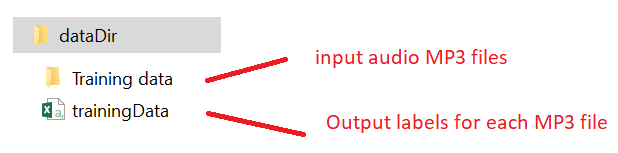 dataDir
input audio MP3 files
Training data
trainingData
Output labels for each MP3 file